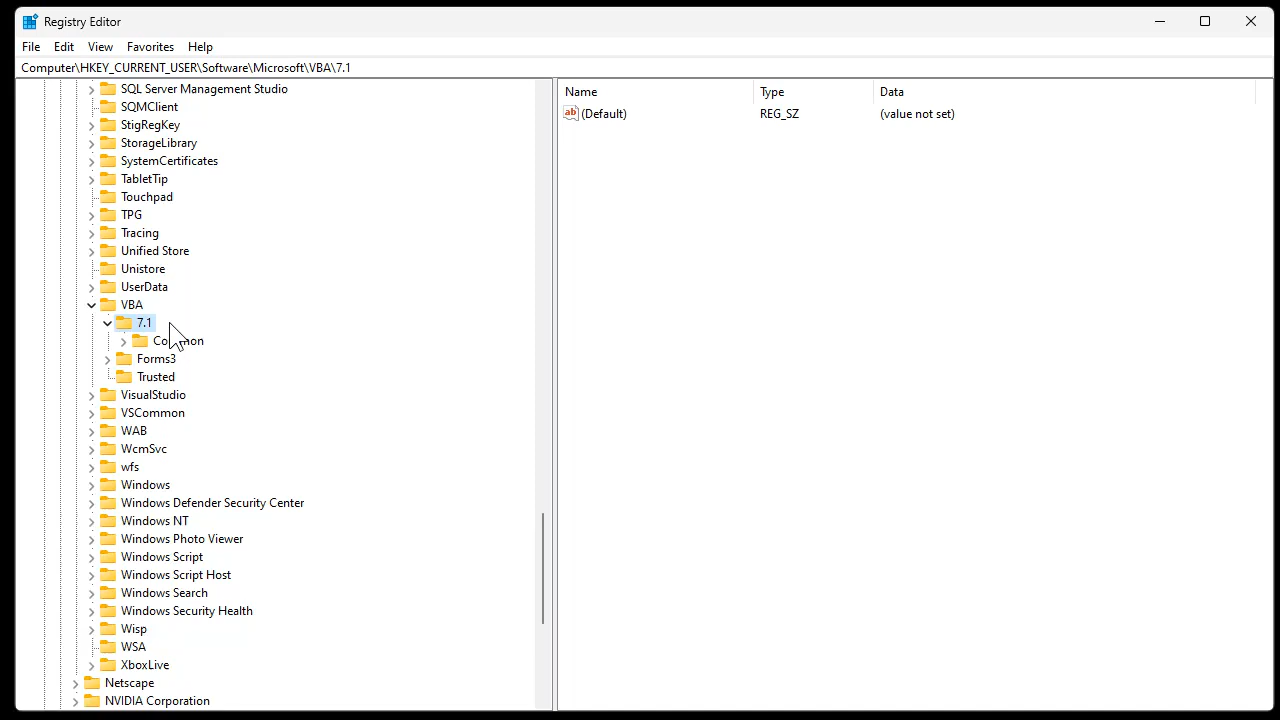 Registry Editor
File Edit View Favorites Help
Computer\HKEY_CURRENT_USER\Software\Microsoft\VBA\7.1
SQL Server Management Studio
SQMClient
StigRegKey
StorageLibrary
SystemCertificates
TabletTip
Touchpad
TPG
Tracing
Unified Store
Unistore
UserData
VBA
7.1
Common
Forms3
Trusted
VisualStudio
VSCommon
WAB
WcmSvc
wfs
Windows
Windows Defender Security Center
Windows NT
Windows Photo Viewer
Windows Script
Windows Script Host
Windows Search
Windows Security Health
Wisp
WSA
XboxLive
Netscape
NVIDIA Corporation
Name Type Data
ab (Default) REG_SZ (value not set)